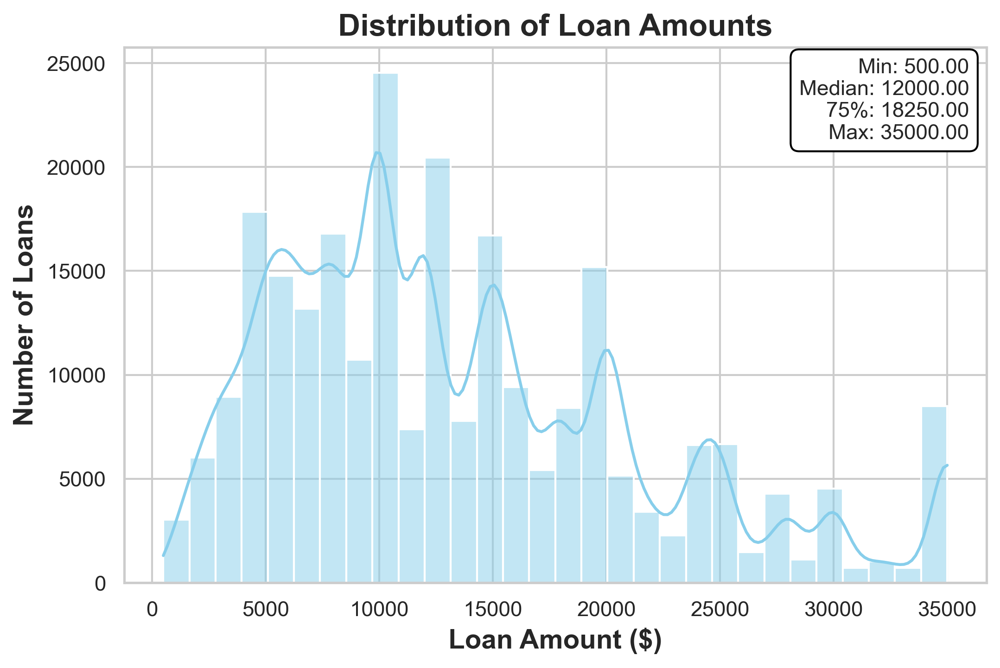 Distribution of Loan Amounts
Min: 500.00
Median: 12000.00
75%: 18250.00
Max: 35000.00
Number of Loans
25000
20000
15000
10000
5000
0
0 5000 10000 15000 20000 25000 30000 35000
Loan Amount ($)